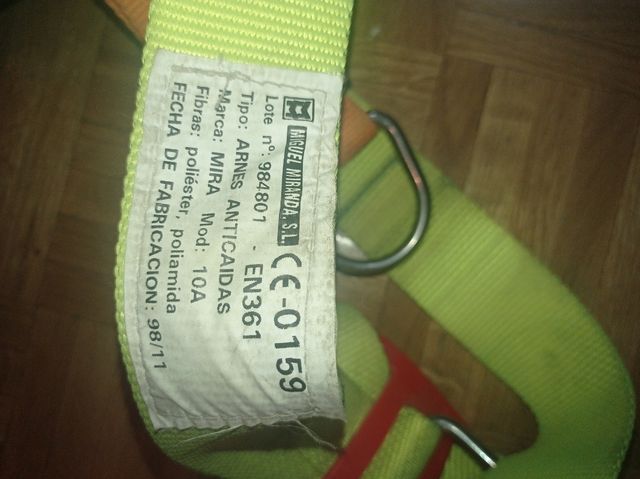 MIGUEL MIRANDA. S.L. CE-0159
Lote nº: 984801 - EN361
Tipo: ARNES ANTICAIDAS
Marca: MIRA Mod: 10A
Fibras: poliéster, poliamida
FECHA DE FABRICACION: 98/11